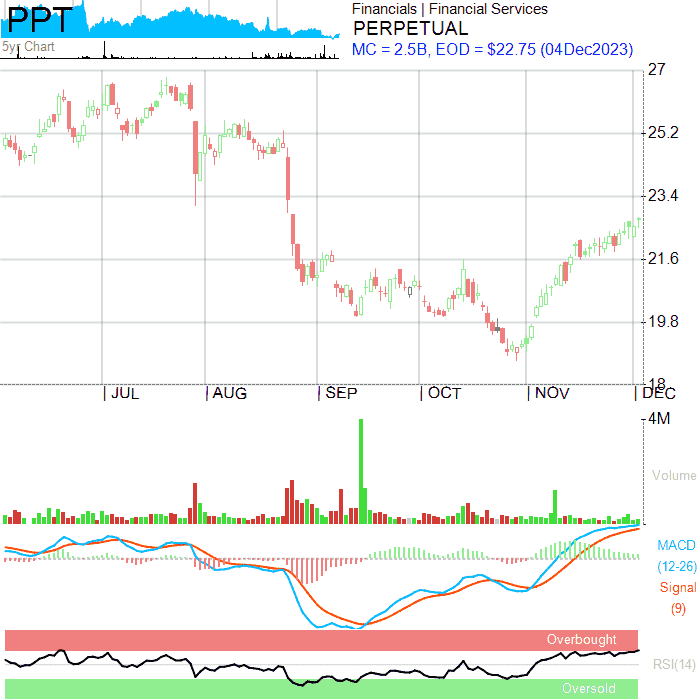 PPT
5yr Chart
Financials | Financial Services
PERPETUAL
MC = 2.5B, EOD = $22.75 (04Dec2023)
27
25.2
23.4
21.6
19.8
18
JUL
AUG
SEP
OCT
NOV
DEC
4M
Volume
MACD
(12-26)
Signal
(9)
Overbought
RSI(14)
Oversold